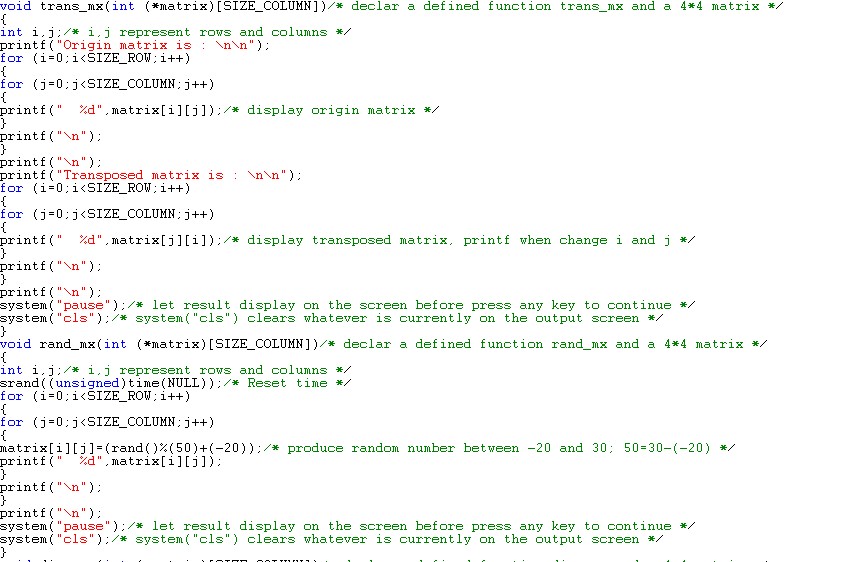 void trans_mx(int (*matrix)[SIZE_COLUMN])/* declar a defined function trans_mx and a 4*4 matrix */
{
int i,j;/* i,j represent rows and columns */
printf("Origin matrix is : \n\n");
for (i=0;i<SIZE_ROW;i++)
{
for (j=0;j<SIZE_COLUMN;j++)
{
printf("  %d",matrix[i][j]);/* display origin matrix */
}
printf("\n");
}
printf("\n");
printf("Transposed matrix is : \n\n");
for (i=0;i<SIZE_ROW;i++)
{
for (j=0;j<SIZE_COLUMN;j++)
{
printf("  %d",matrix[j][i]);/* display transposed matrix, printf when change i and j */
}
printf("\n");
}
printf("\n");
system("pause");/* let result display on the screen before press any key to continue */
system("cls");/* system("cls") clears whatever is currently on the output screen */
}
void rand_mx(int (*matrix)[SIZE_COLUMN])/* declar a defined function rand_mx and a 4*4 matrix */
{
int i,j;/* i,j represent rows and columns */
srand((unsigned)time(NULL));/* Reset time */
for (i=0;i<SIZE_ROW;i++)
{
for (j=0;j<SIZE_COLUMN;j++)
{
matrix[i][j]=(rand()%(50)+(-20));/* produce random number between -20 and 30; 50=30-(-20) */
printf("  %d",matrix[i][j]);
}
printf("\n");
}
printf("\n");
system("pause");/* let result display on the screen before press any key to continue */
system("cls");/* system("cls") clears whatever is currently on the output screen */
}